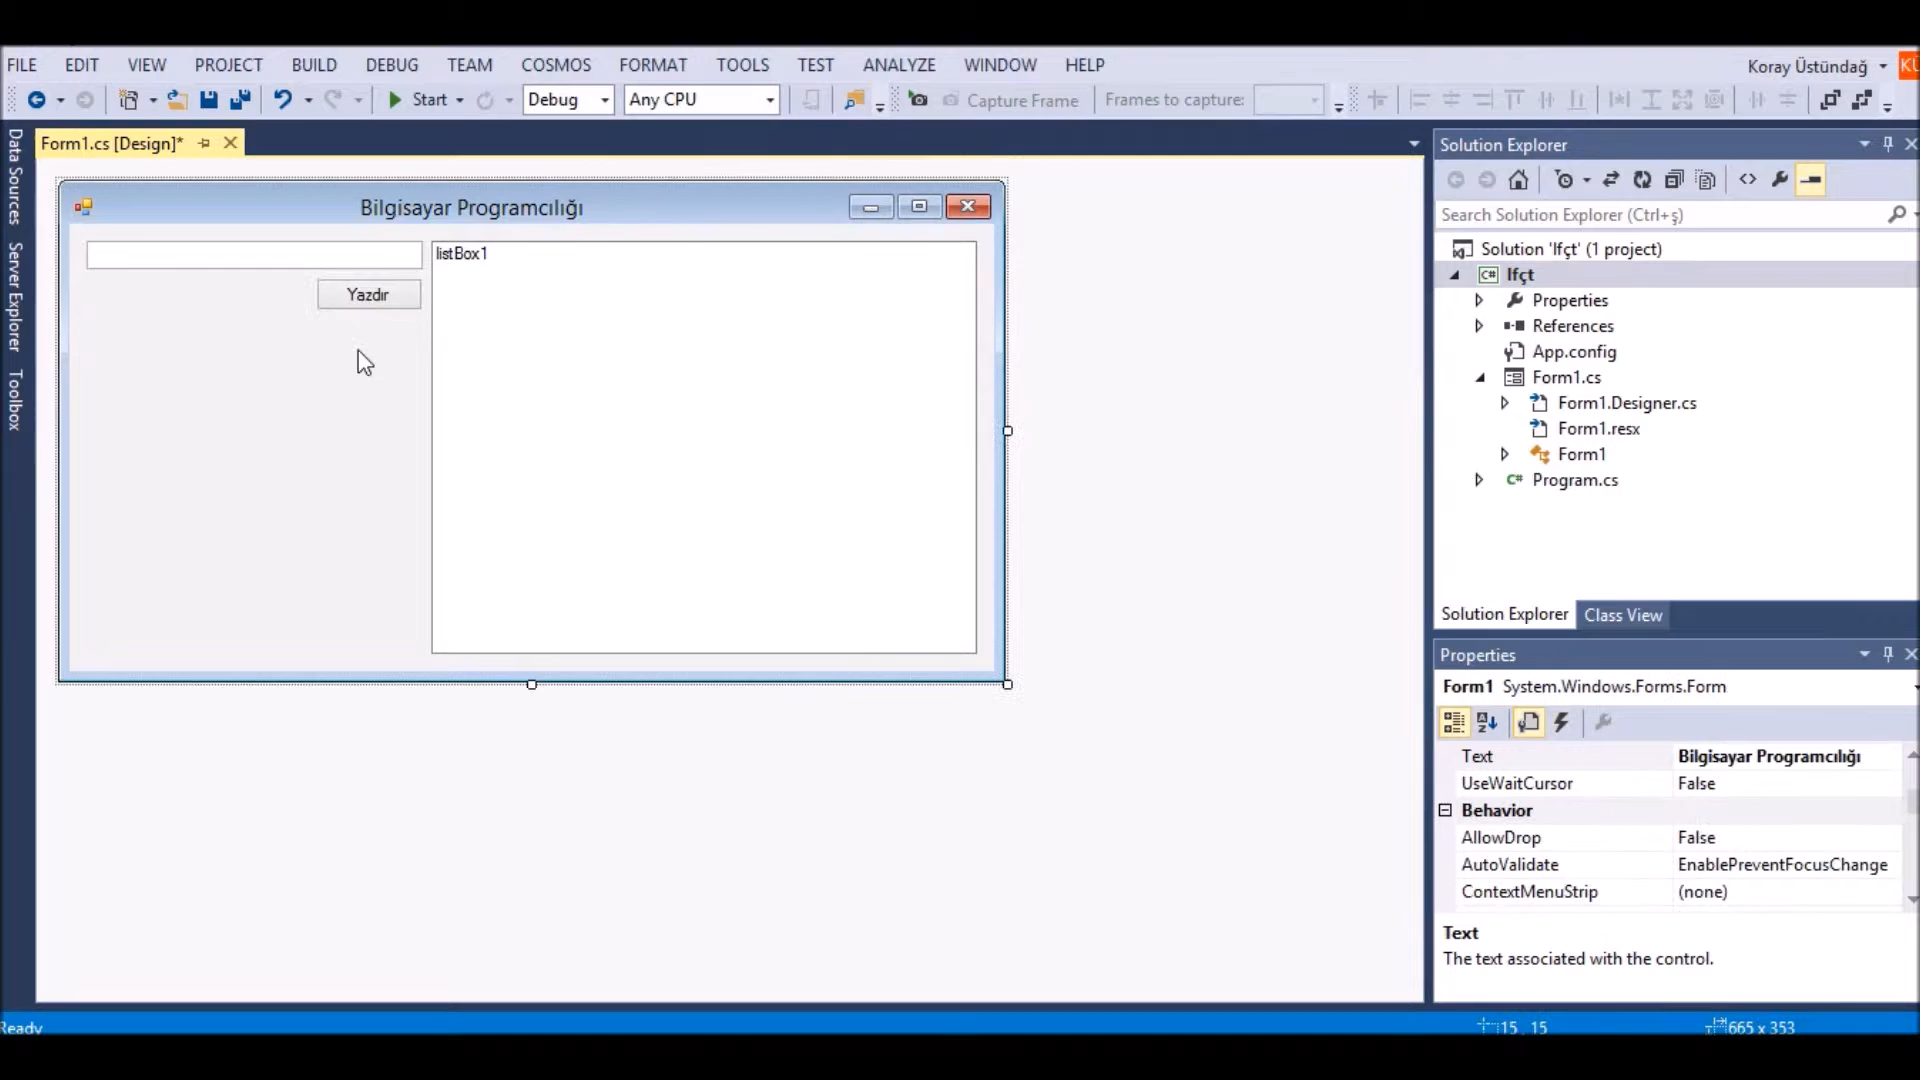 FILE EDIT VIEW PROJECT BUILD DEBUG TEAM COSMOS FORMAT TOOLS TEST ANALYZE WINDOW HELP
Koray Üstündağ KÜ
Start Debug Any CPU Capture Frame Frames to capture:
Data Sources
Server Explorer
Toolbox
Form1.cs [Design]*
Bilgisayar Programcılığı
listBox1
Yazdır
Solution Explorer
Search Solution Explorer (Ctrl+ş)
Solution 'lfçt' (1 project)
lfçt
Properties
References
App.config
Form1.cs
Form1.Designer.cs
Form1.resx
Form1
Program.cs
Solution Explorer Class View
Properties
Form1 System.Windows.Forms.Form
Text Bilgisayar Programcılığı
UseWaitCursor False
Behavior
AllowDrop False
AutoValidate EnablePreventFocusChange
ContextMenuStrip (none)
Text
The text associated with the control.
Ready 15 , 15 665 x 353